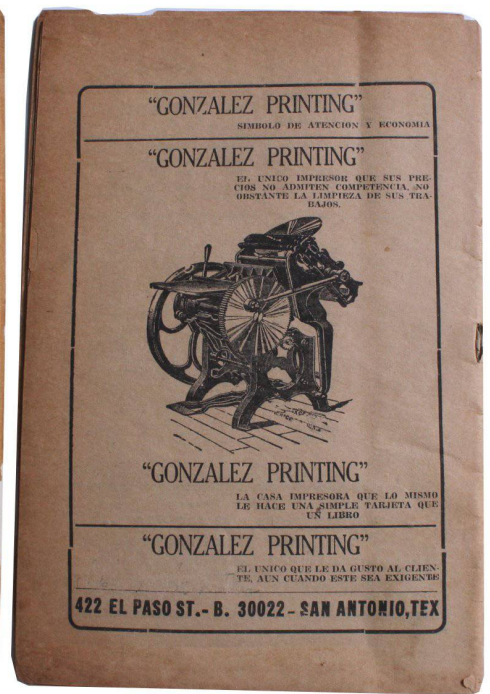 "GONZALEZ PRINTING"
SIMBOLO DE ATENCION Y ECONOMIA
"GONZALEZ PRINTING"
EL UNICO IMPRESOR QUE SUS PRE-
CIOS NO ADMITEN COMPETENCIA, NO
OBSTANTE LA LIMPIEZA DE SUS TRA-
BAJOS.
"GONZALEZ PRINTING"
LA CASA IMPRESORA QUE LO MISMO
LE HACE UNA SIMPLE TARJETA QUE
UN LIBRO
"GONZALEZ PRINTING"
EL UNICO QUE LE DA GUSTO AL CLIEN-
TE, AUN CUANDO ESTE SEA EXIGENTE
422 EL PASO ST.- B. 30022 - SAN ANTONIO, TEX